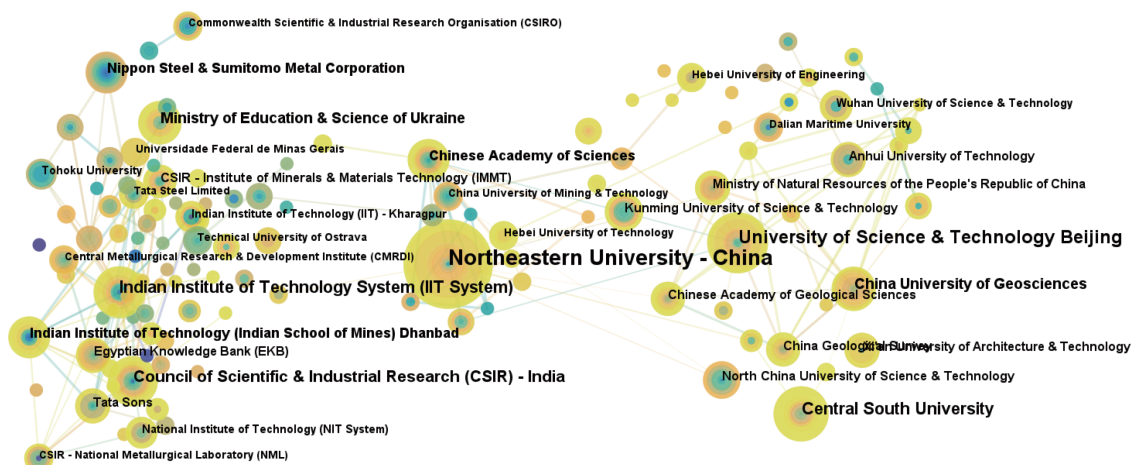 Commonwealth Scientific & Industrial Research Organisation (CSIRO)
Nippon Steel & Sumitomo Metal Corporation
Hebei University of Engineering
Wuhan University of Science & Technology
Ministry of Education & Science of Ukraine
Dalian Maritime University
Universidade Federal de Minas Gerais
Chinese Academy of Sciences
Anhui University of Technology
Tohoku University
CSIR - Institute of Minerals & Materials Technology (IMMT)
Tata Steel Limited
China University of Mining & Technology
Ministry of Natural Resources of the People's Republic of China
Indian Institute of Technology (IIT) - Kharagpur
Kunming University of Science & Technology
Technical University of Ostrava
Hebei University of Technology
University of Science & Technology Beijing
Central Metallurgical Research & Development Institute (CMRDI)
Northeastern University - China
Indian Institute of Technology System (IIT System)
China University of Geosciences
Chinese Academy of Geological Sciences
Indian Institute of Technology (Indian School of Mines) Dhanbad
Egyptian Knowledge Bank (EKB)
China Geological Survey
University of Architecture & Technology
Council of Scientific & Industrial Research (CSIR) - India
North China University of Science & Technology
Tata Sons
Central South University
National Institute of Technology (NIT System)
CSIR - National Metallurgical Laboratory (NML)